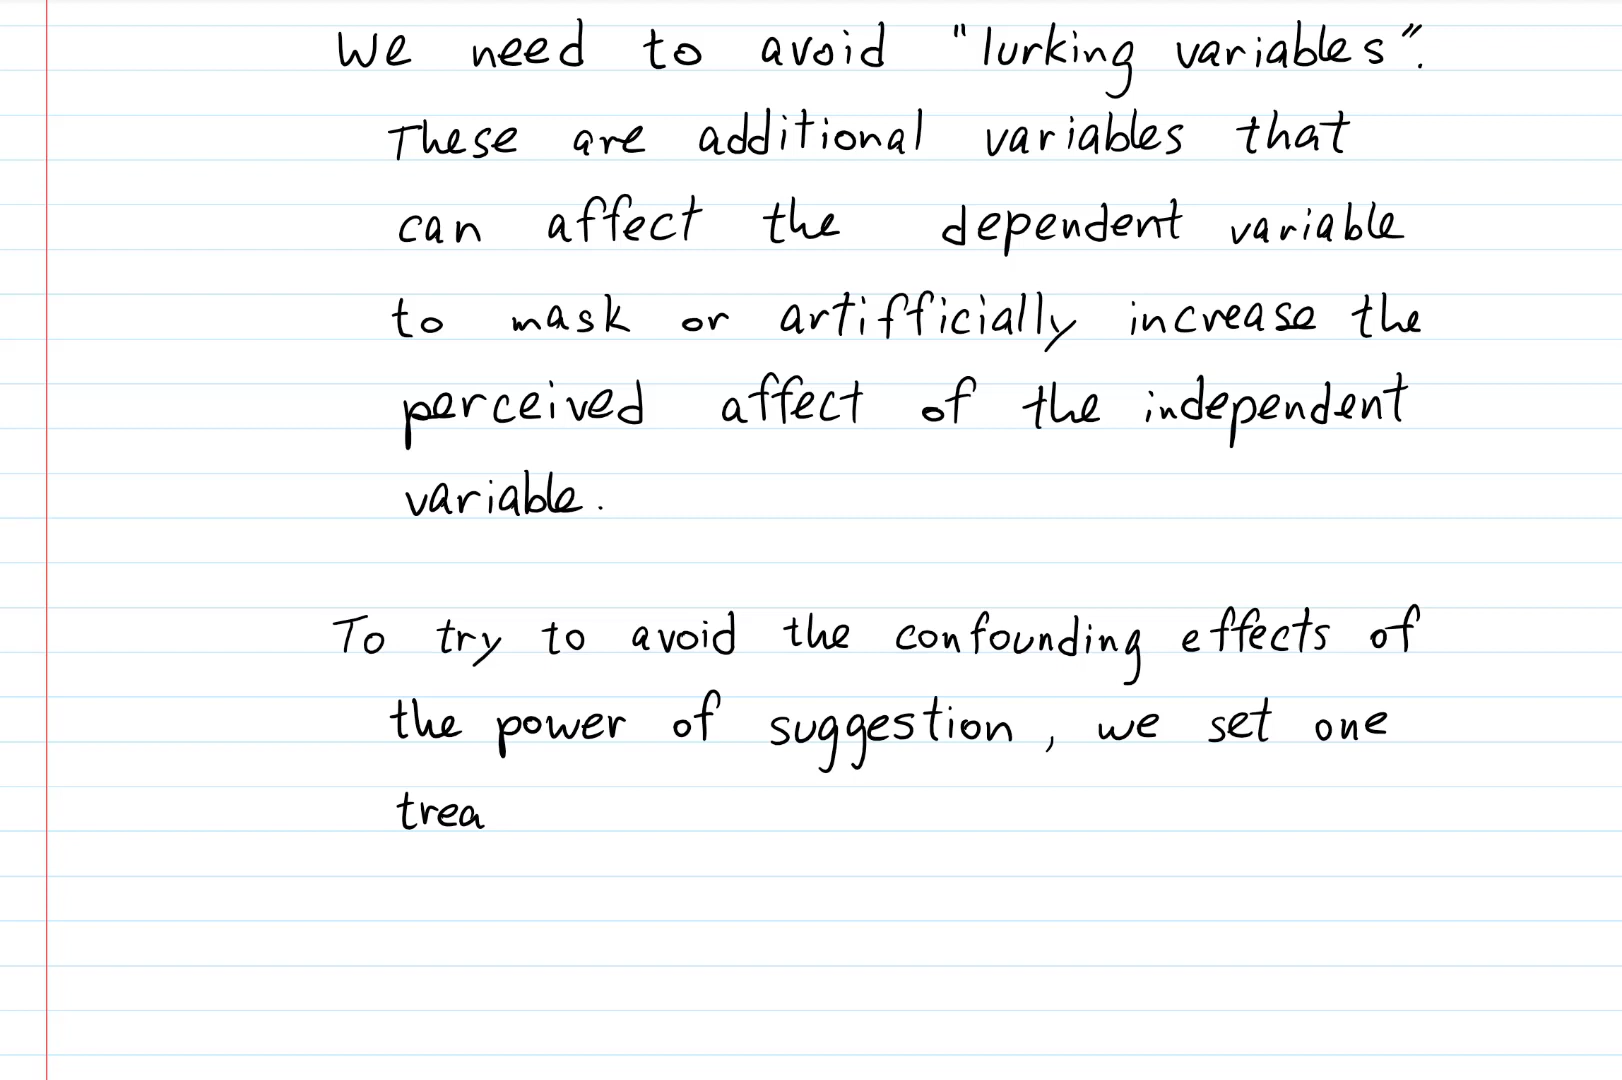 We need to avoid "lurking variables".
These are additional variables that
can affect the dependent variable
to mask or artifficially increase the
perceived affect of the independent
variable.
To try to avoid the confounding effects of
the power of suggestion, we set one
trea